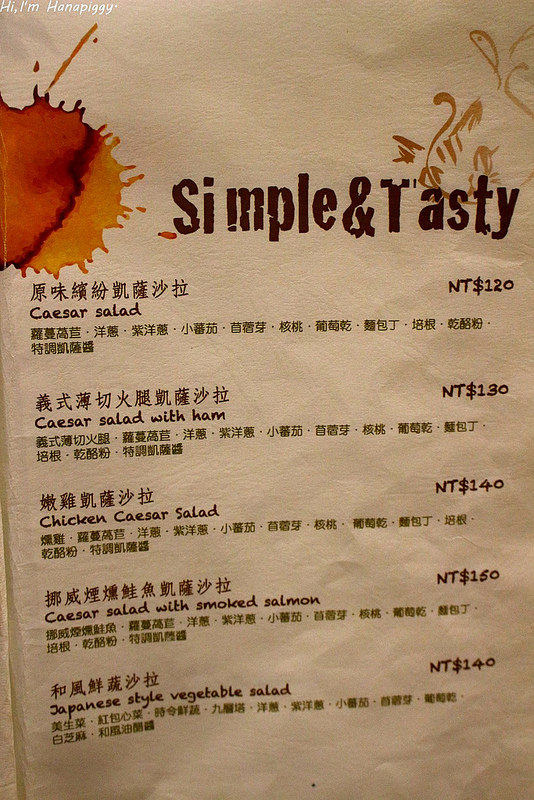 Hi,I'm Hanapiggy.
Simple&Tasty
原味繽紛凱薩沙拉 NT$120
Caesar salad
蘿蔓萵苣．洋蔥．紫洋蔥．小蕃茄．苜蓿芽．核桃．葡萄乾．麵包丁．培根．乾酪粉．
特調凱薩醬
義式薄切火腿凱薩沙拉 NT$130
Caesar salad with ham
義式薄切火腿．蘿蔓萵苣．洋蔥．紫洋蔥．小蕃茄．苜蓿芽．核桃．葡萄乾．麵包丁．
培根．乾酪粉．特調凱薩醬
嫩雞凱薩沙拉 NT$140
Chicken Caesar Salad
燻雞．蘿蔓萵苣．洋蔥．紫洋蔥．小蕃茄．苜蓿芽．核桃．葡萄乾．麵包丁．培根．
乾酪粉．特調凱薩醬
挪威煙燻鮭魚凱薩沙拉 NT$150
Caesar salad with smoked salmon
挪威煙燻鮭魚．蘿蔓萵苣．洋蔥．紫洋蔥．小蕃茄．苜蓿芽．核桃．葡萄乾．麵包丁．
培根．乾酪粉．特調凱薩醬
和風鮮蔬沙拉 NT$140
Japanese style vegetable salad
美生菜．紅包心菜．時令鮮蔬．九層塔．洋蔥．紫洋蔥．小蕃茄．苜蓿芽．葡萄乾．
白芝麻．和風油醋醬